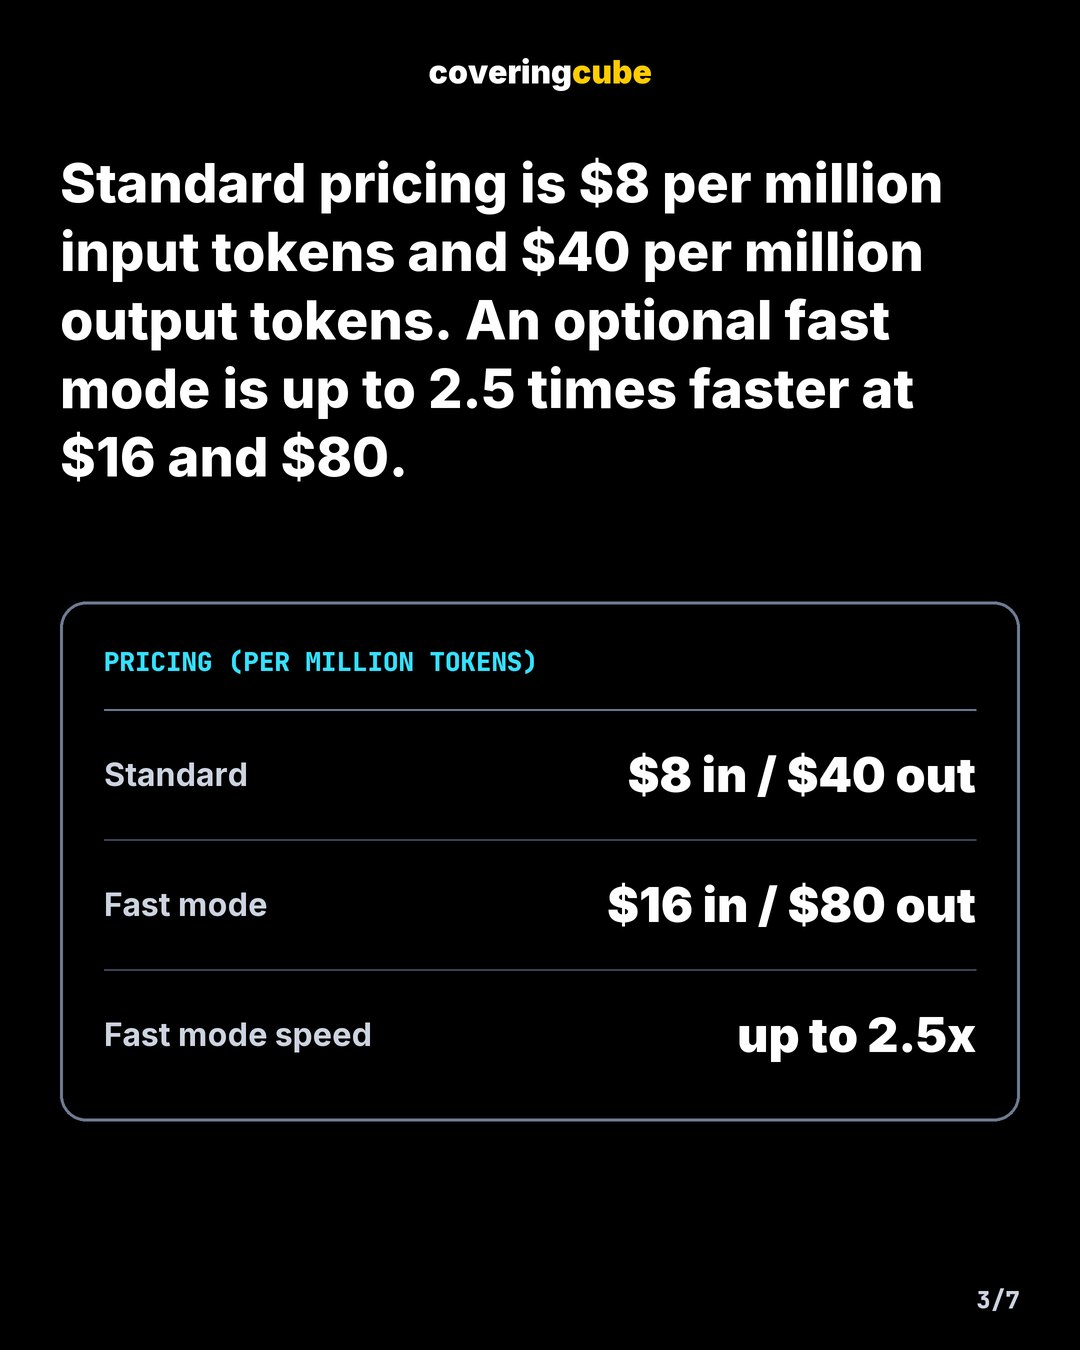 coveringcube
Standard pricing is $8 per million
input tokens and $40 per million
output tokens. An optional fast
mode is up to 2.5 times faster at
$16 and $80.
PRICING (PER MILLION TOKENS)
Standard $8 in / $40 out
Fast mode $16 in / $80 out
Fast mode speed up to 2.5x
3/7